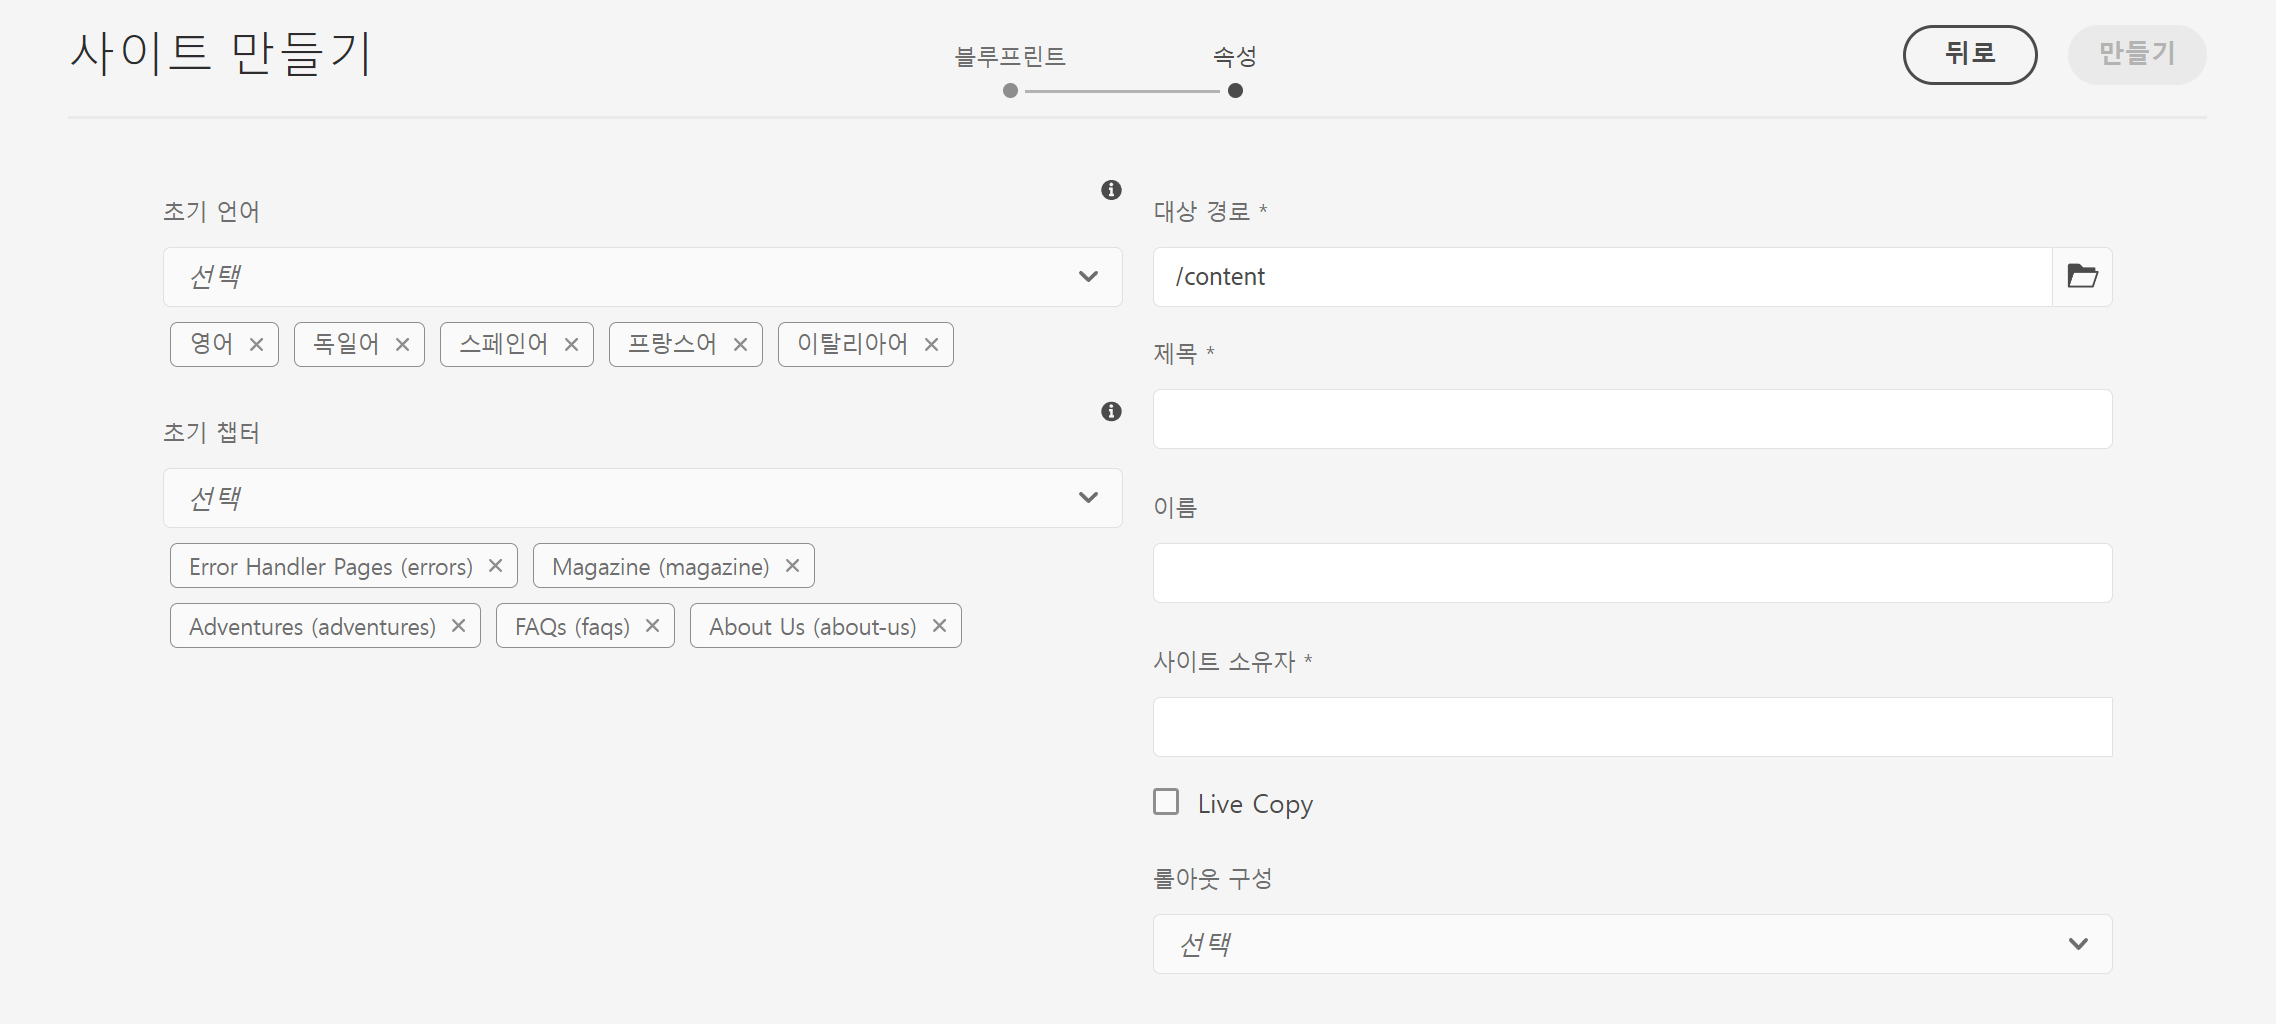 사이트 만들기
블루프린트
속성
뒤로
만들기
초기 언어
선택
영어
독일어
스페인어
프랑스어
이탈리아어
초기 챕터
선택
Error Handler Pages (errors)
Magazine (magazine)
Adventures (adventures)
FAQs (faqs)
About Us (about-us)
대상 경로 *
/content
제목 *
이름
사이트 소유자 *
Live Copy
롤아웃 구성
선택